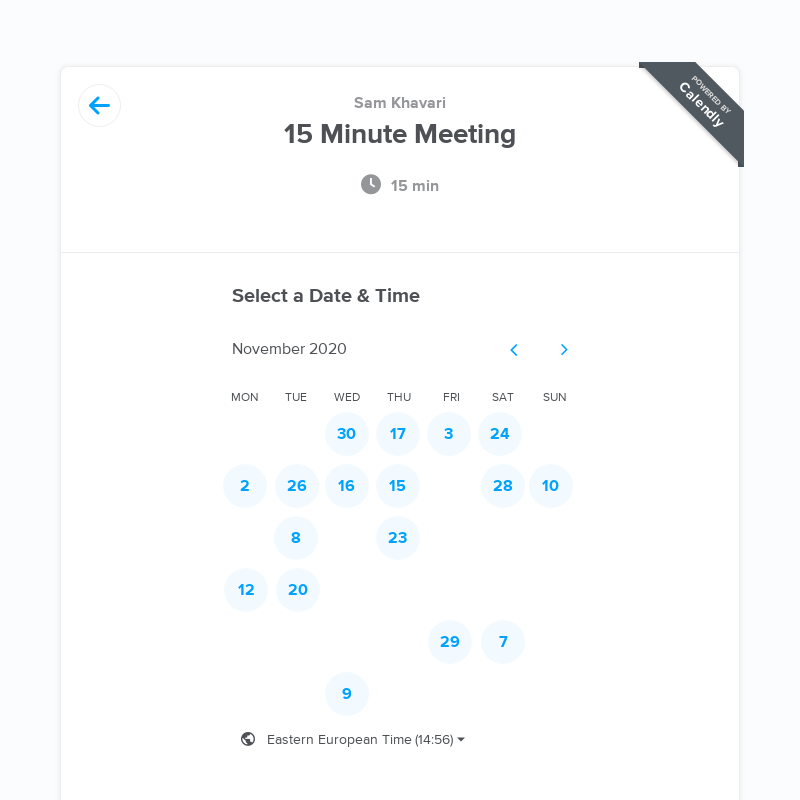 POWERED BY
Calendly
Sam Khavari
15 Minute Meeting
15 min
Select a Date & Time
November 2020
MON TUE WED THU FRI SAT SUN
30 17 3 24
2 26 16 15 28 10
8 23
12 20
29 7
9
Eastern European Time (14:56)